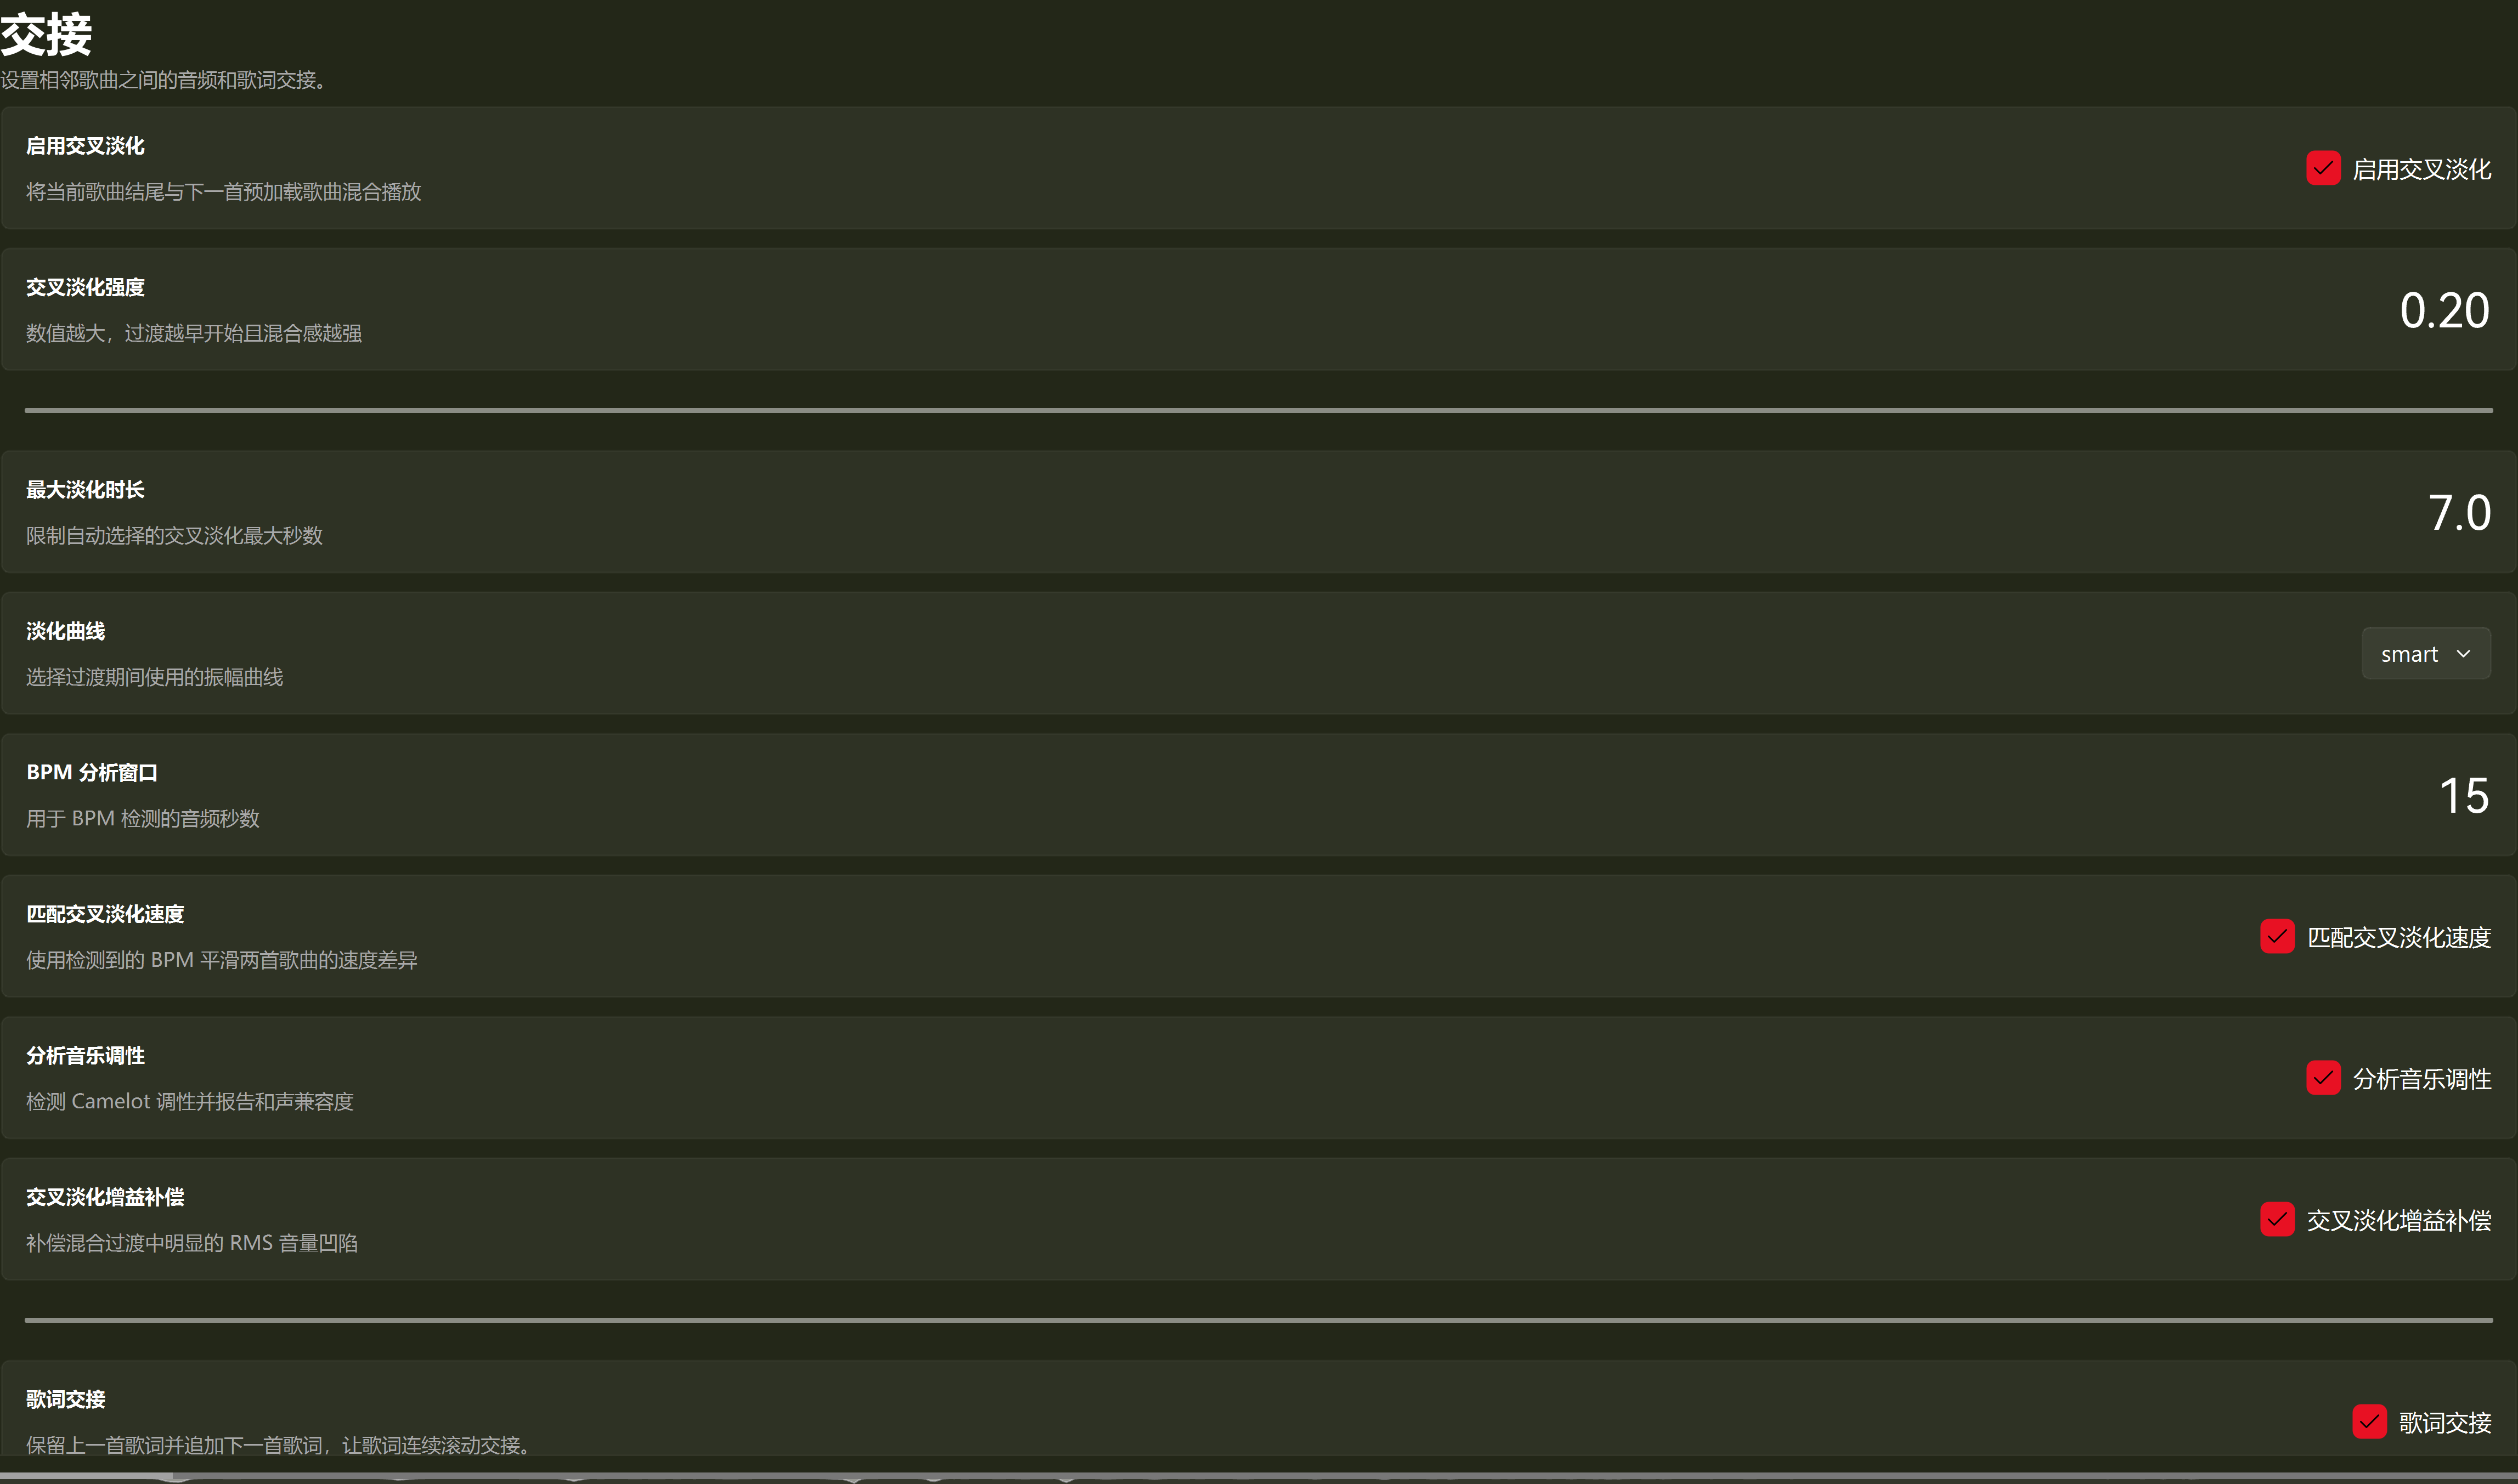 交接
设置相邻歌曲之间的音频和歌词交接。
启用交叉淡化
将当前歌曲结尾与下一首预加载歌曲混合播放
启用交叉淡化
交叉淡化强度
数值越大，过渡越早开始且混合感越强
0.20
最大淡化时长
限制自动选择的交叉淡化最大秒数
7.0
淡化曲线
选择过渡期间使用的振幅曲线
smart
BPM 分析窗口
用于 BPM 检测的音频秒数
15
匹配交叉淡化速度
使用检测到的 BPM 平滑两首歌曲的速度差异
匹配交叉淡化速度
分析音乐调性
检测 Camelot 调性并报告和声兼容度
分析音乐调性
交叉淡化增益补偿
补偿混合过渡中明显的 RMS 音量凹陷
交叉淡化增益补偿
歌词交接
保留上一首歌词并追加下一首歌词，让歌词连续滚动交接。
歌词交接